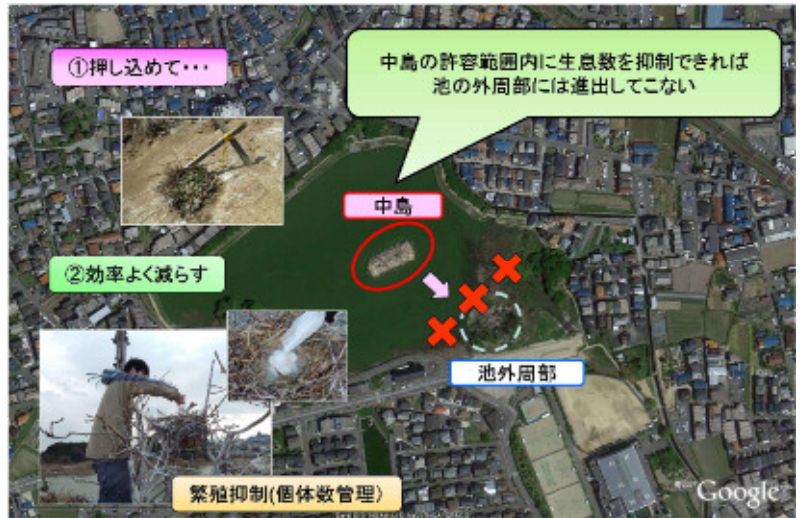 ①押し込めて・・・
中島の許容範囲内に生息数を抑制できれば
池の外周部には進出してこない
中島
②効率よく減らす
池外周部
繁殖抑制(個体数管理)
Google